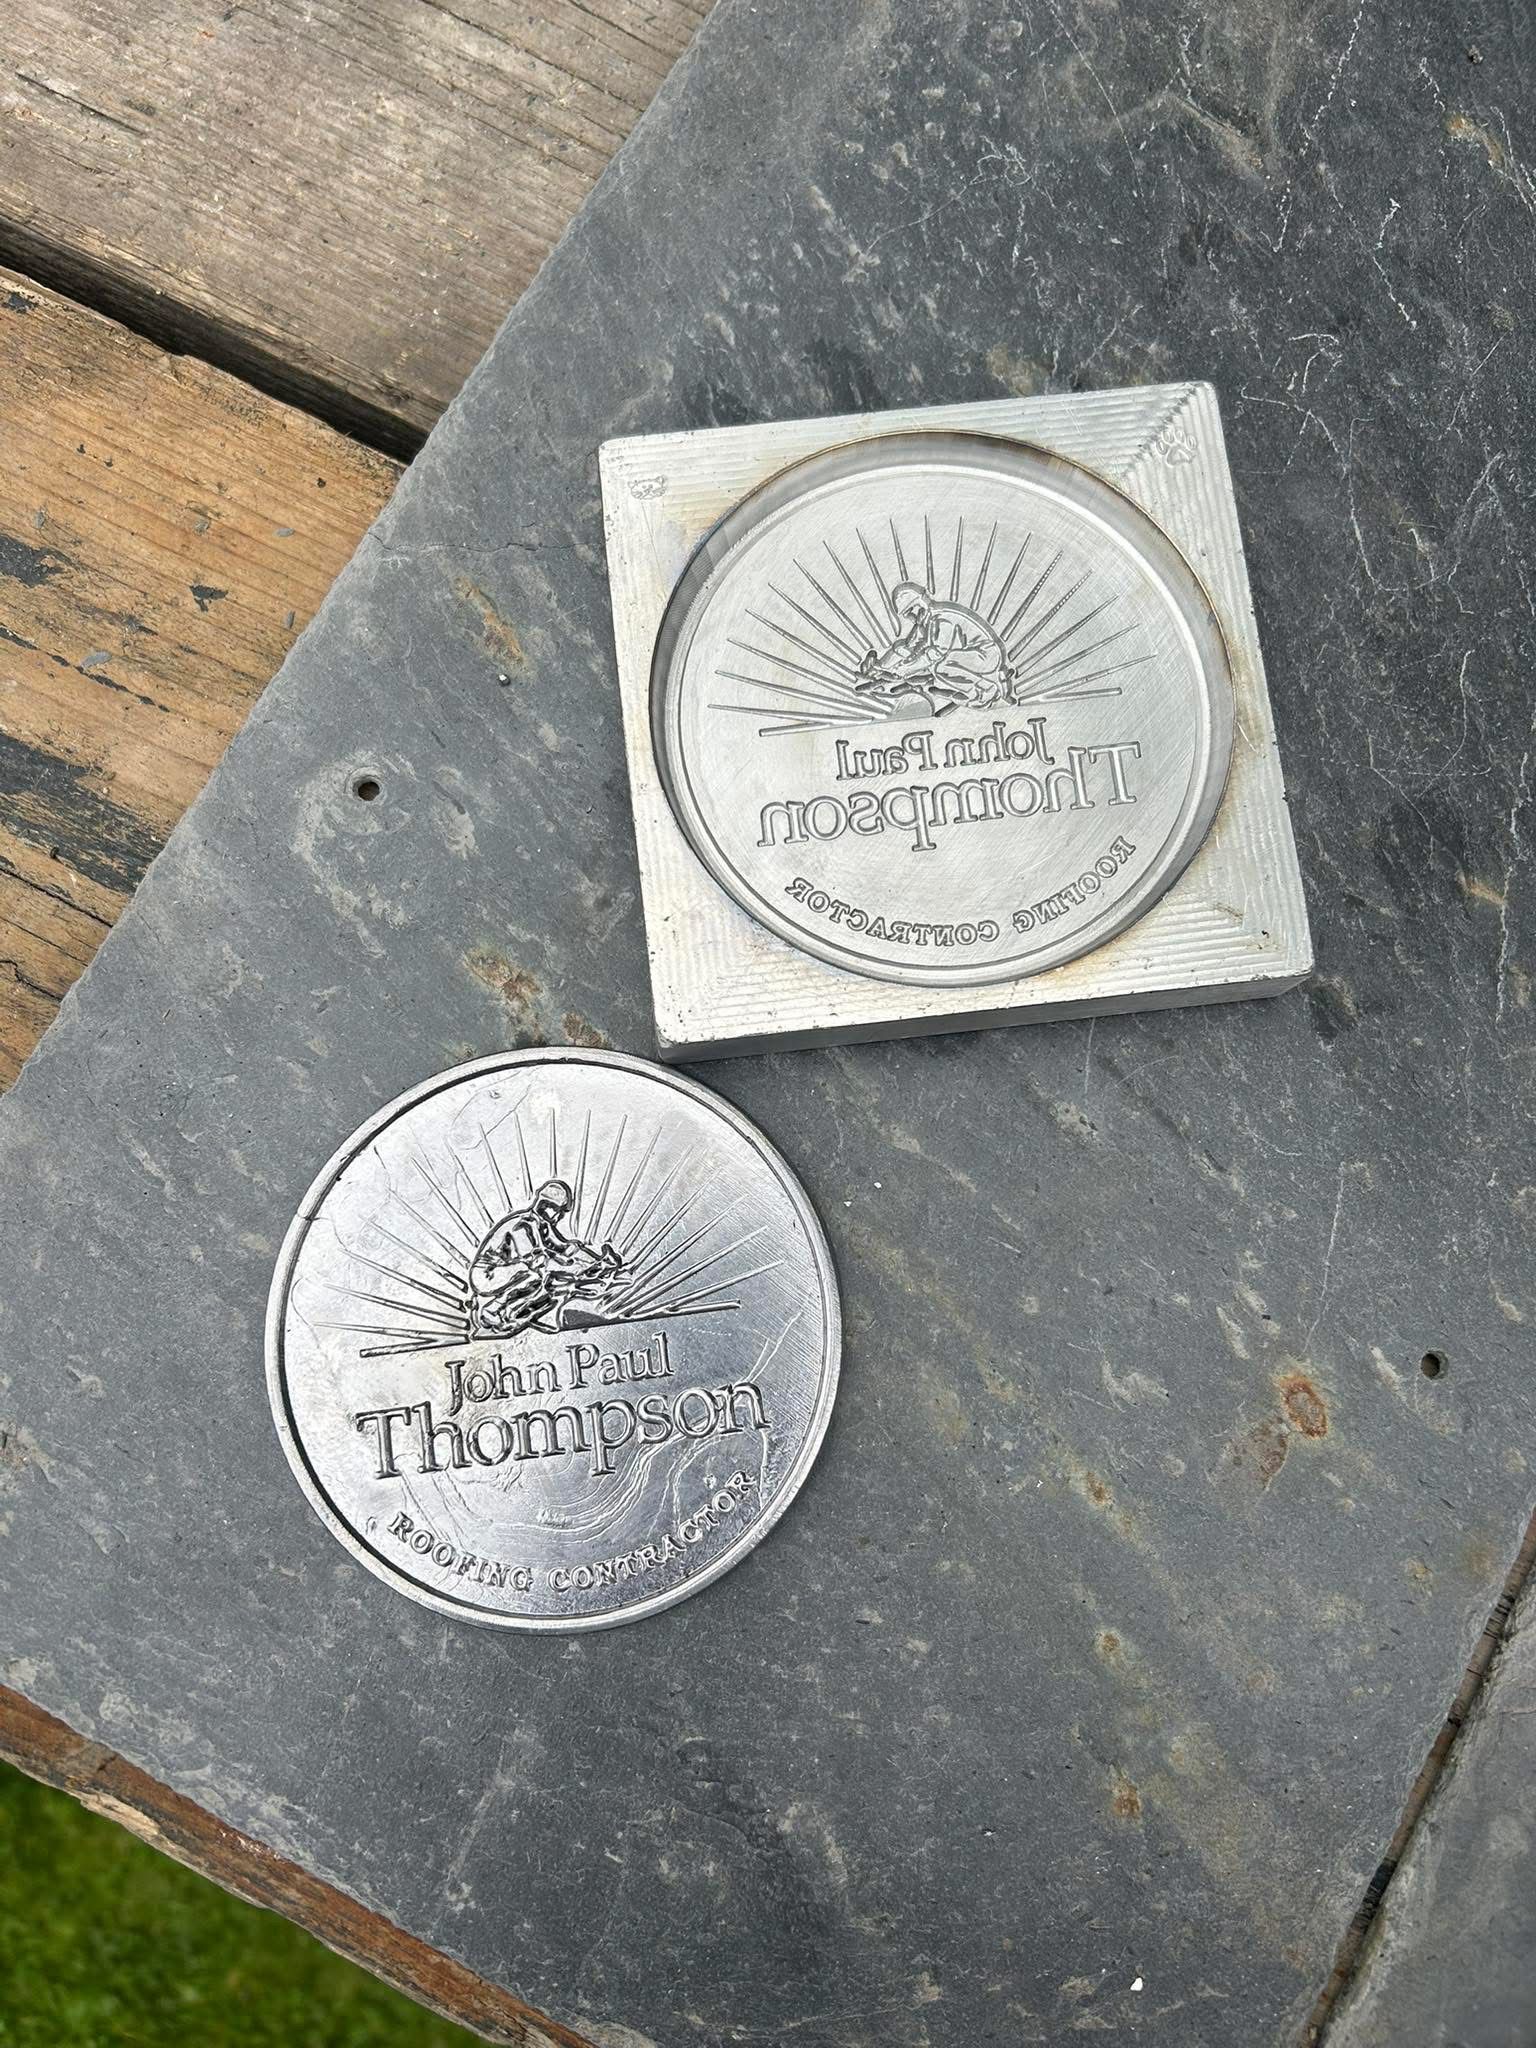 John Paul
Thompson
ROOFING CONTRACTOR
John Paul
Thompson
ROOFING CONTRACTOR